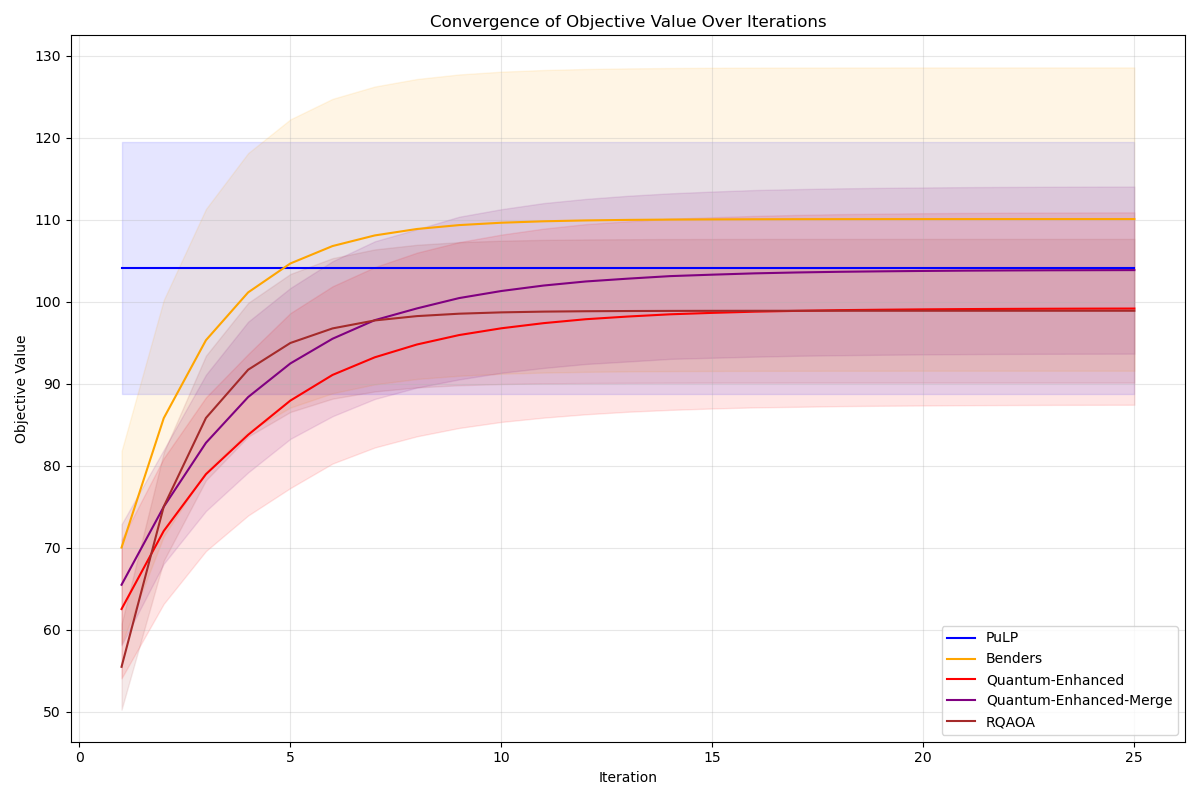 Convergence of Objective Value Over Iterations
Objective Value
130
120
110
100
90
80
70
60
50
0
5
10
15
20
25
Iteration
PuLP
Benders
Quantum-Enhanced
Quantum-Enhanced-Merge
RQAOA